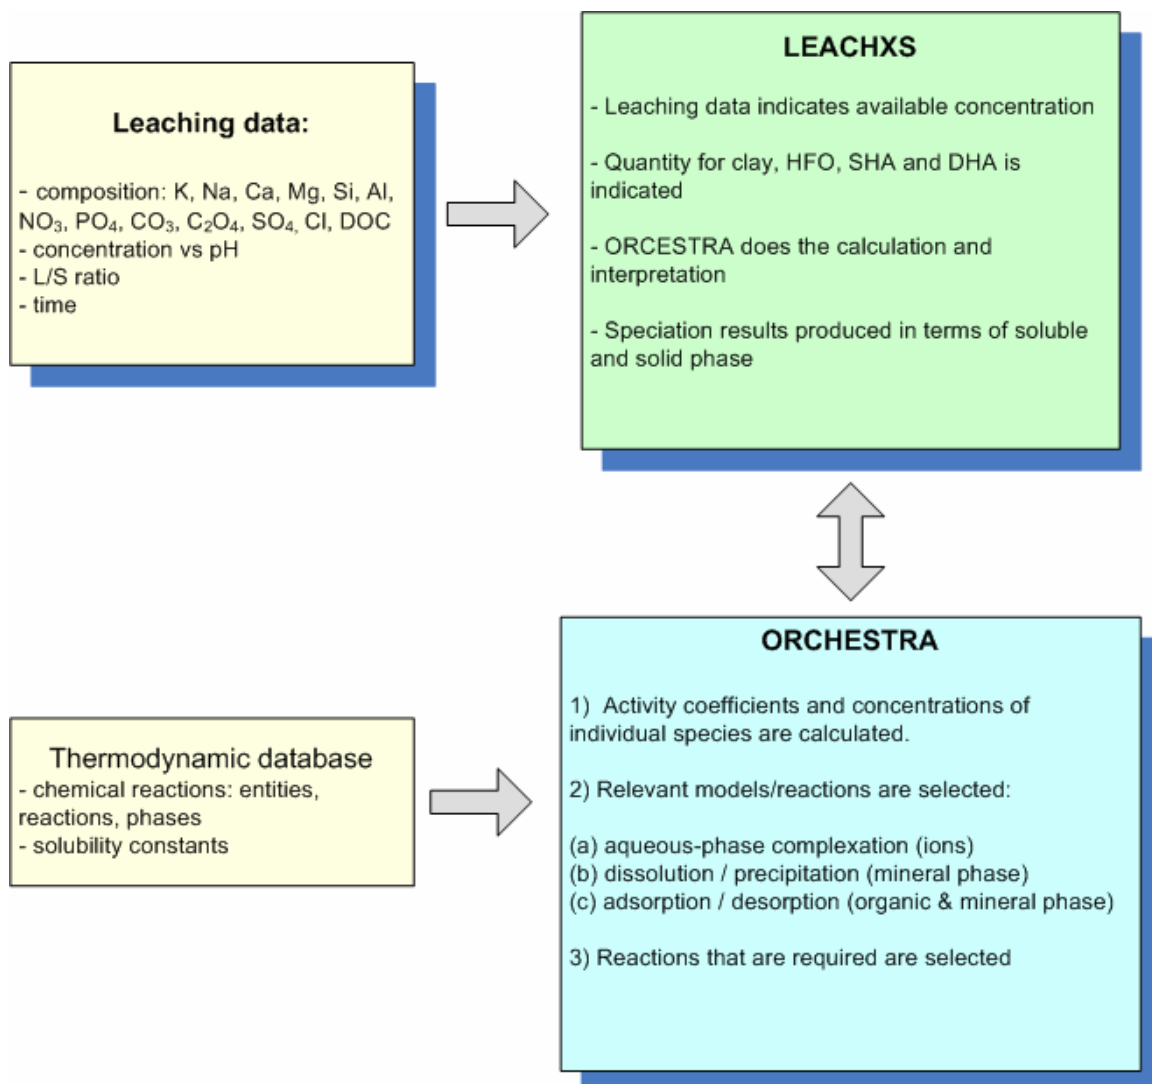 Leaching data:
- composition: K, Na, Ca, Mg, Si, Al,
NO₃, PO₄, CO₃, C₂O₄, SO₄, Cl, DOC
- concentration vs pH
- L/S ratio
- time
LEACHXS
- Leaching data indicates available concentration
- Quantity for clay, HFO, SHA and DHA is
indicated
- ORCESTRA does the calculation and
interpretation
- Speciation results produced in terms of soluble
and solid phase
Thermodynamic database
- chemical reactions: entities,
reactions, phases
- solubility constants
ORCHESTRA
1) Activity coefficients and concentrations of
individual species are calculated.
2) Relevant models/reactions are selected:
(a) aqueous-phase complexation (ions)
(b) dissolution / precipitation (mineral phase)
(c) adsorption / desorption (organic & mineral phase)
3) Reactions that are required are selected